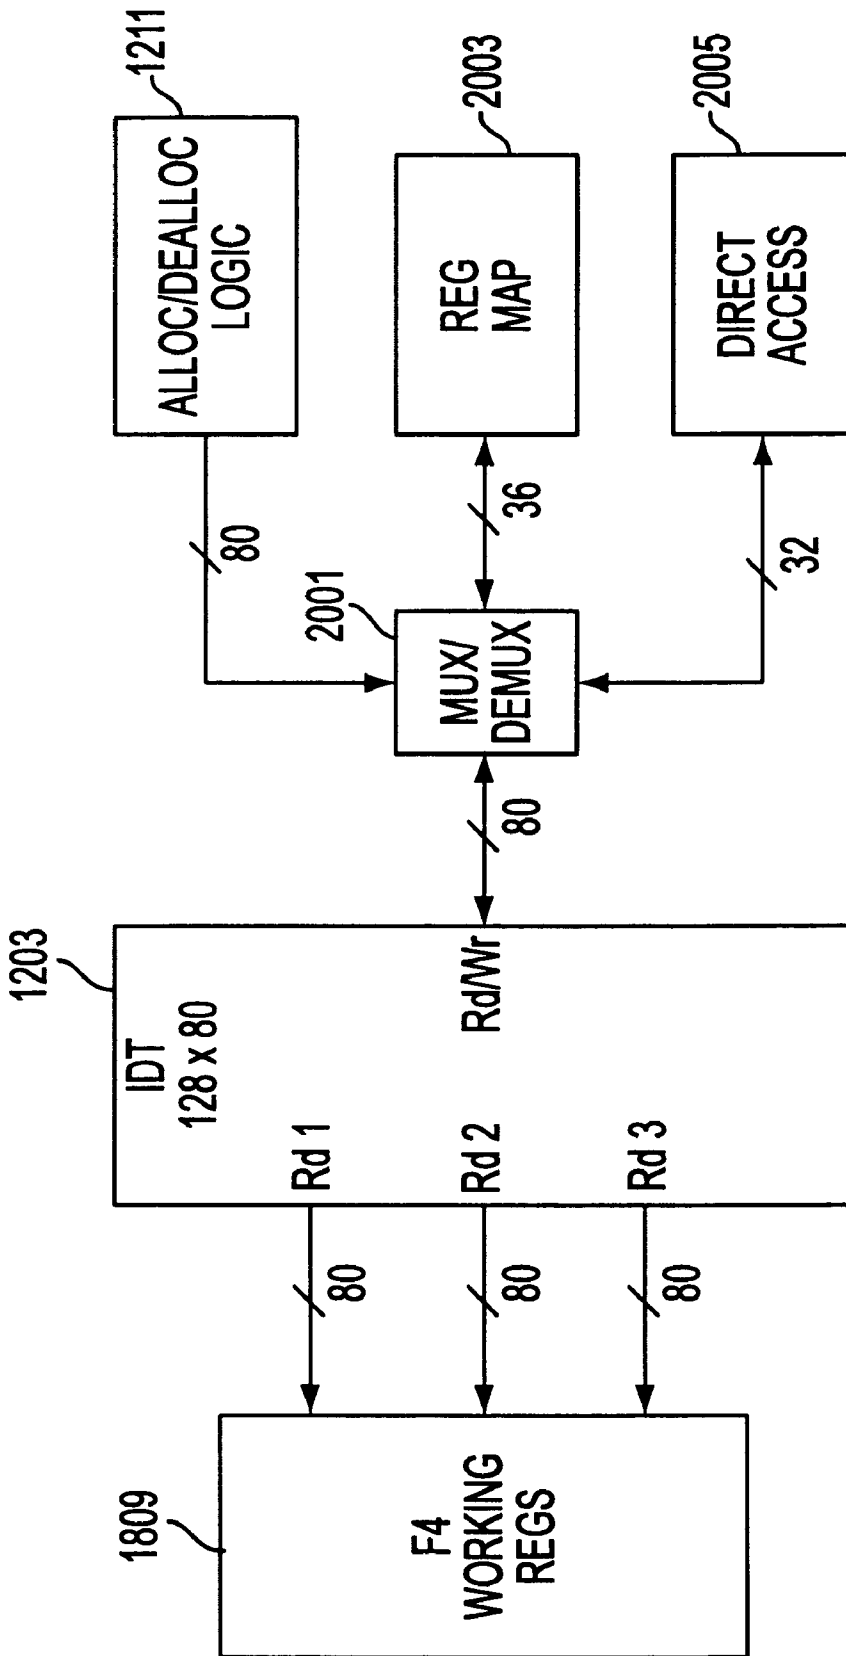 1211
ALLOC/DEALLOC
LOGIC
80
2003
REG
MAP
36
2005
DIRECT
ACCESS
32
2001
MUX/
DEMUX
80
1203
IDT
128 x 80
Rd/Wr
Rd 1
Rd 2
Rd 3
80
80
80
1809
F4
WORKING
REGS